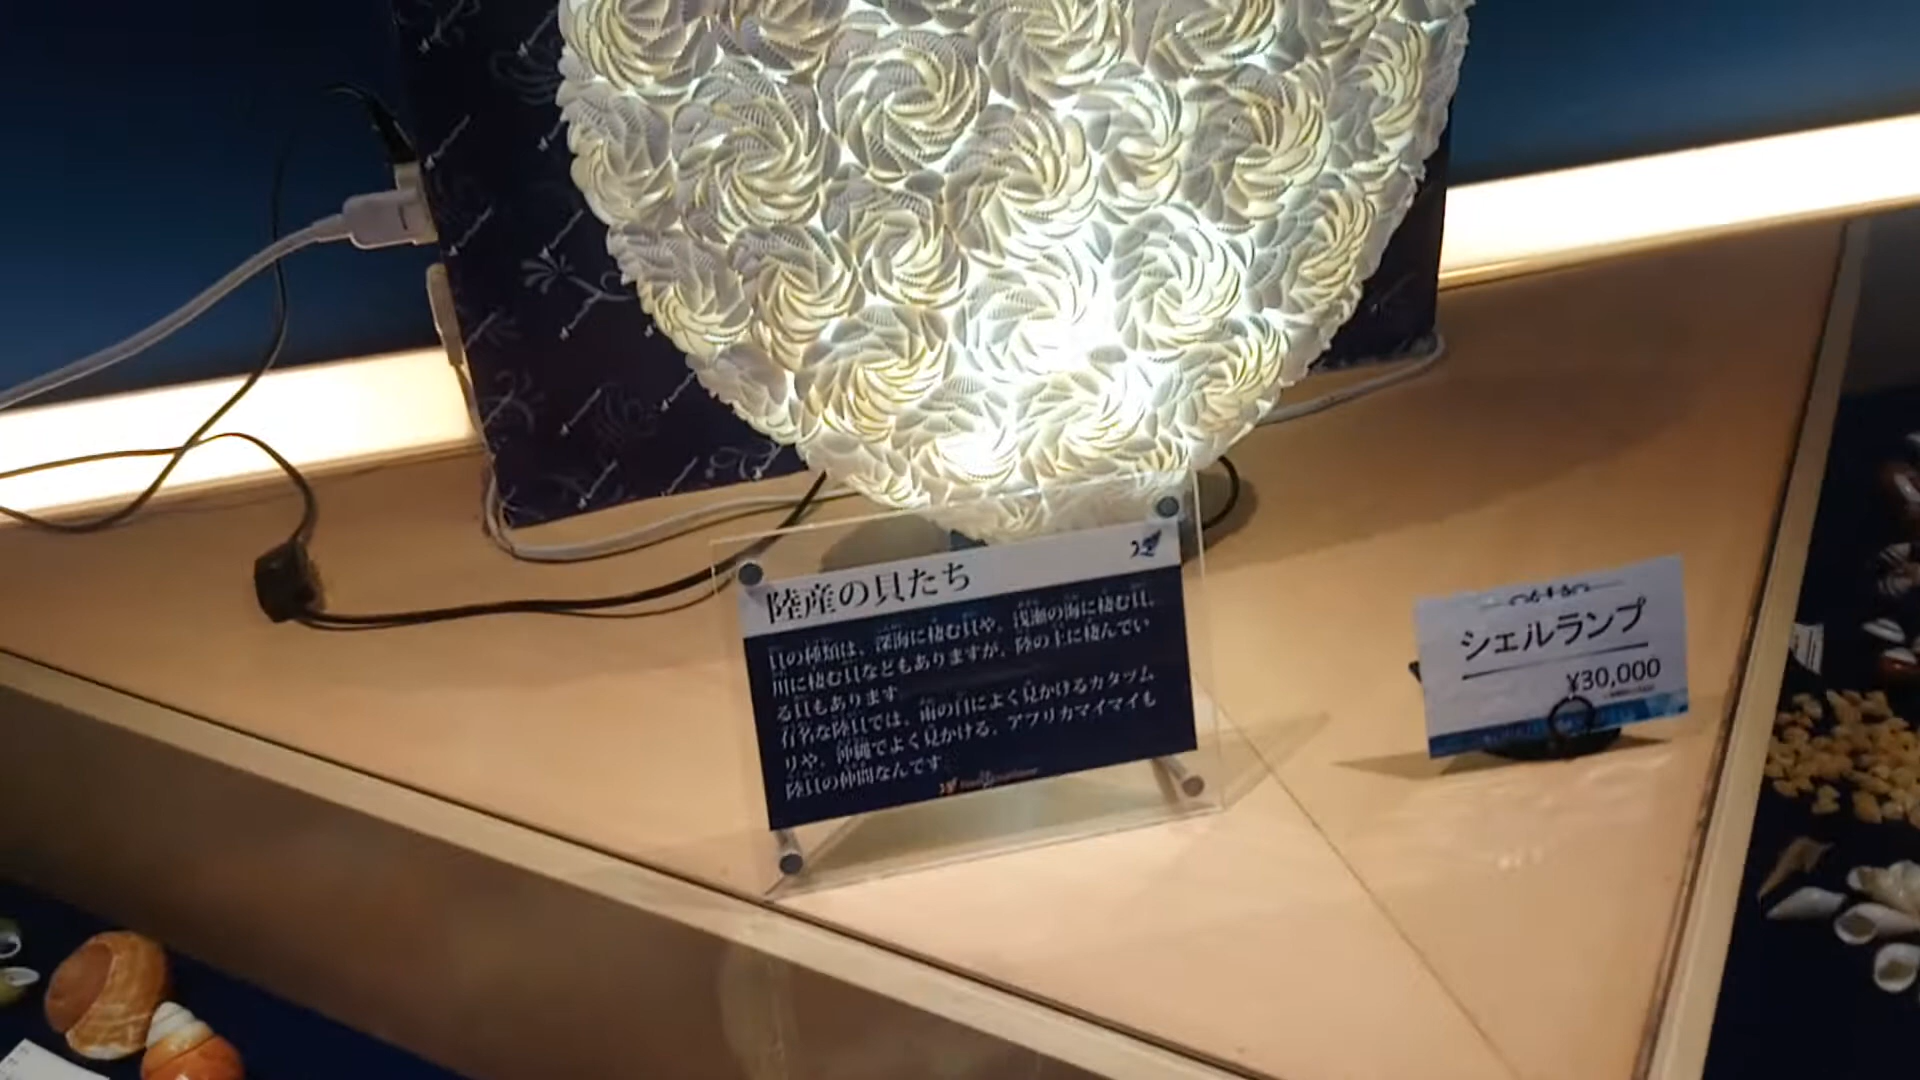 陸産の貝たち
貝の種類は、深海に棲む貝や、浅瀬の海に棲む貝、
川に棲む貝などもありますが、陸の上に棲んでい
る貝もあります
有名な陸貝では、雨の日によく見かけるカタツム
リや、沖縄でよく見かける、アフリカマイマイも
陸貝の仲間なんです
シェルランプ
¥30,000